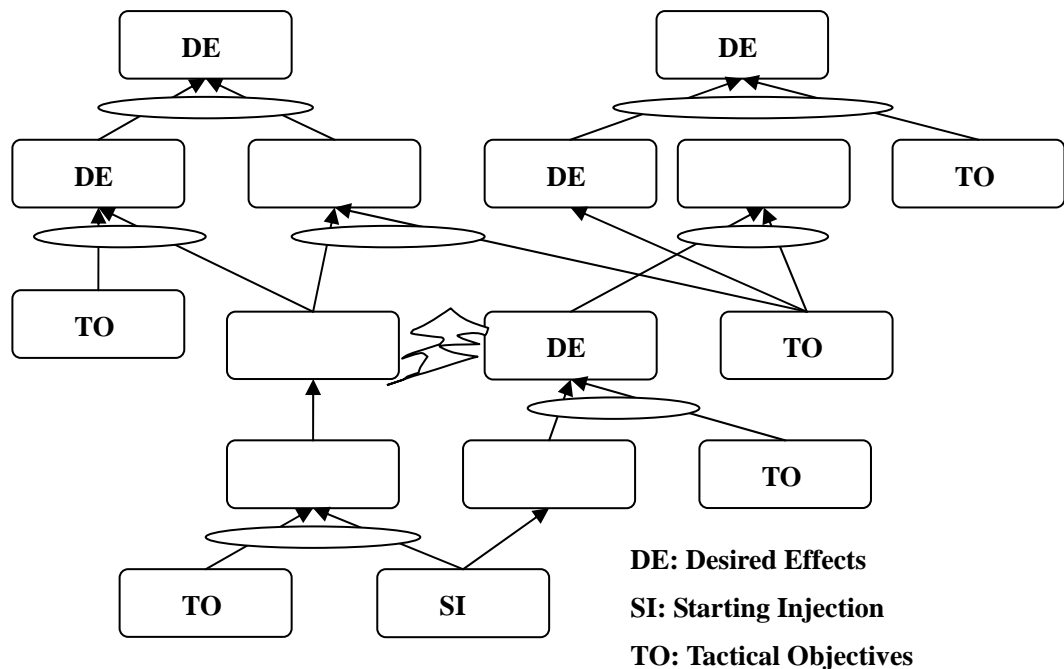 DE
DE
DE
DE
TO
TO
DE
TO
TO
TO
SI
DE: Desired Effects
SI: Starting Injection
TO: Tactical Objectives